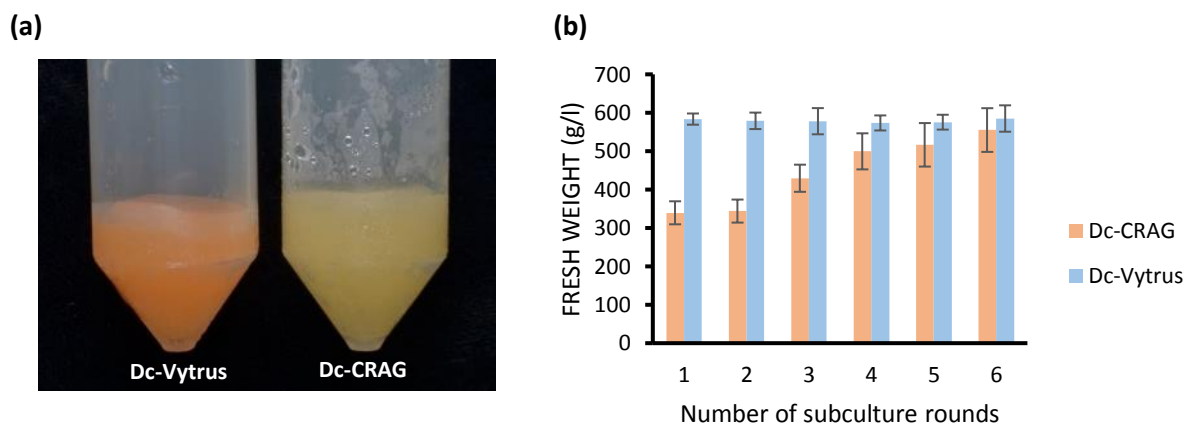 (a)
Dc-Vytrus
Dc-CRAG
(b)
FRESH WEIGHT (g/l)
700
600
500
400
300
200
100
0
1 2 3 4 5 6
Number of subculture rounds
Dc-CRAG
Dc-Vytrus